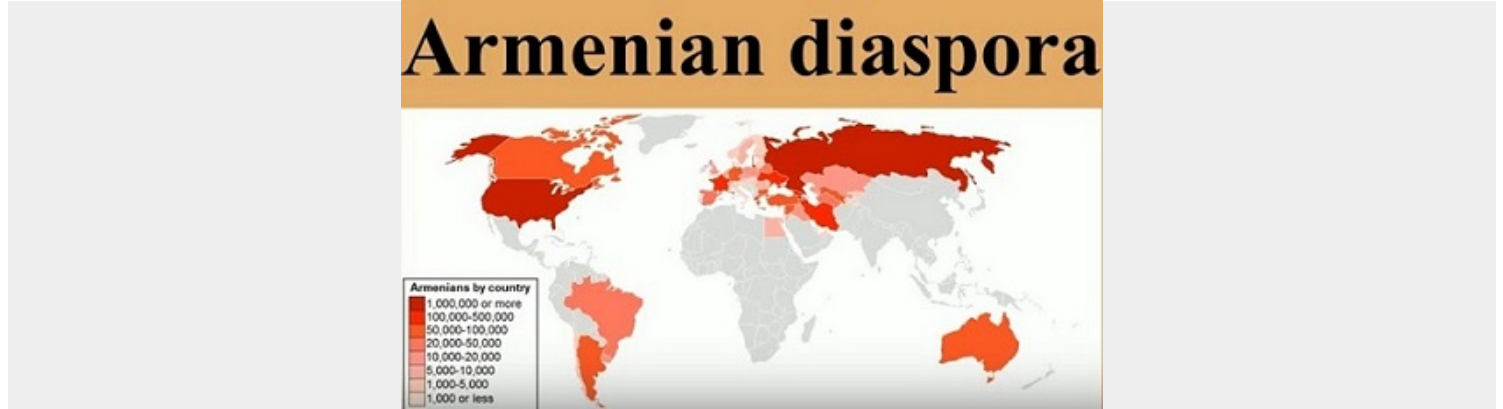 Armenian diaspora
Armenians by country
1,000,000 or more
100,000-500,000
50,000-100,000
20,000-50,000
10,000-20,000
5,000-10,000
1,000-5,000
1,000 or less